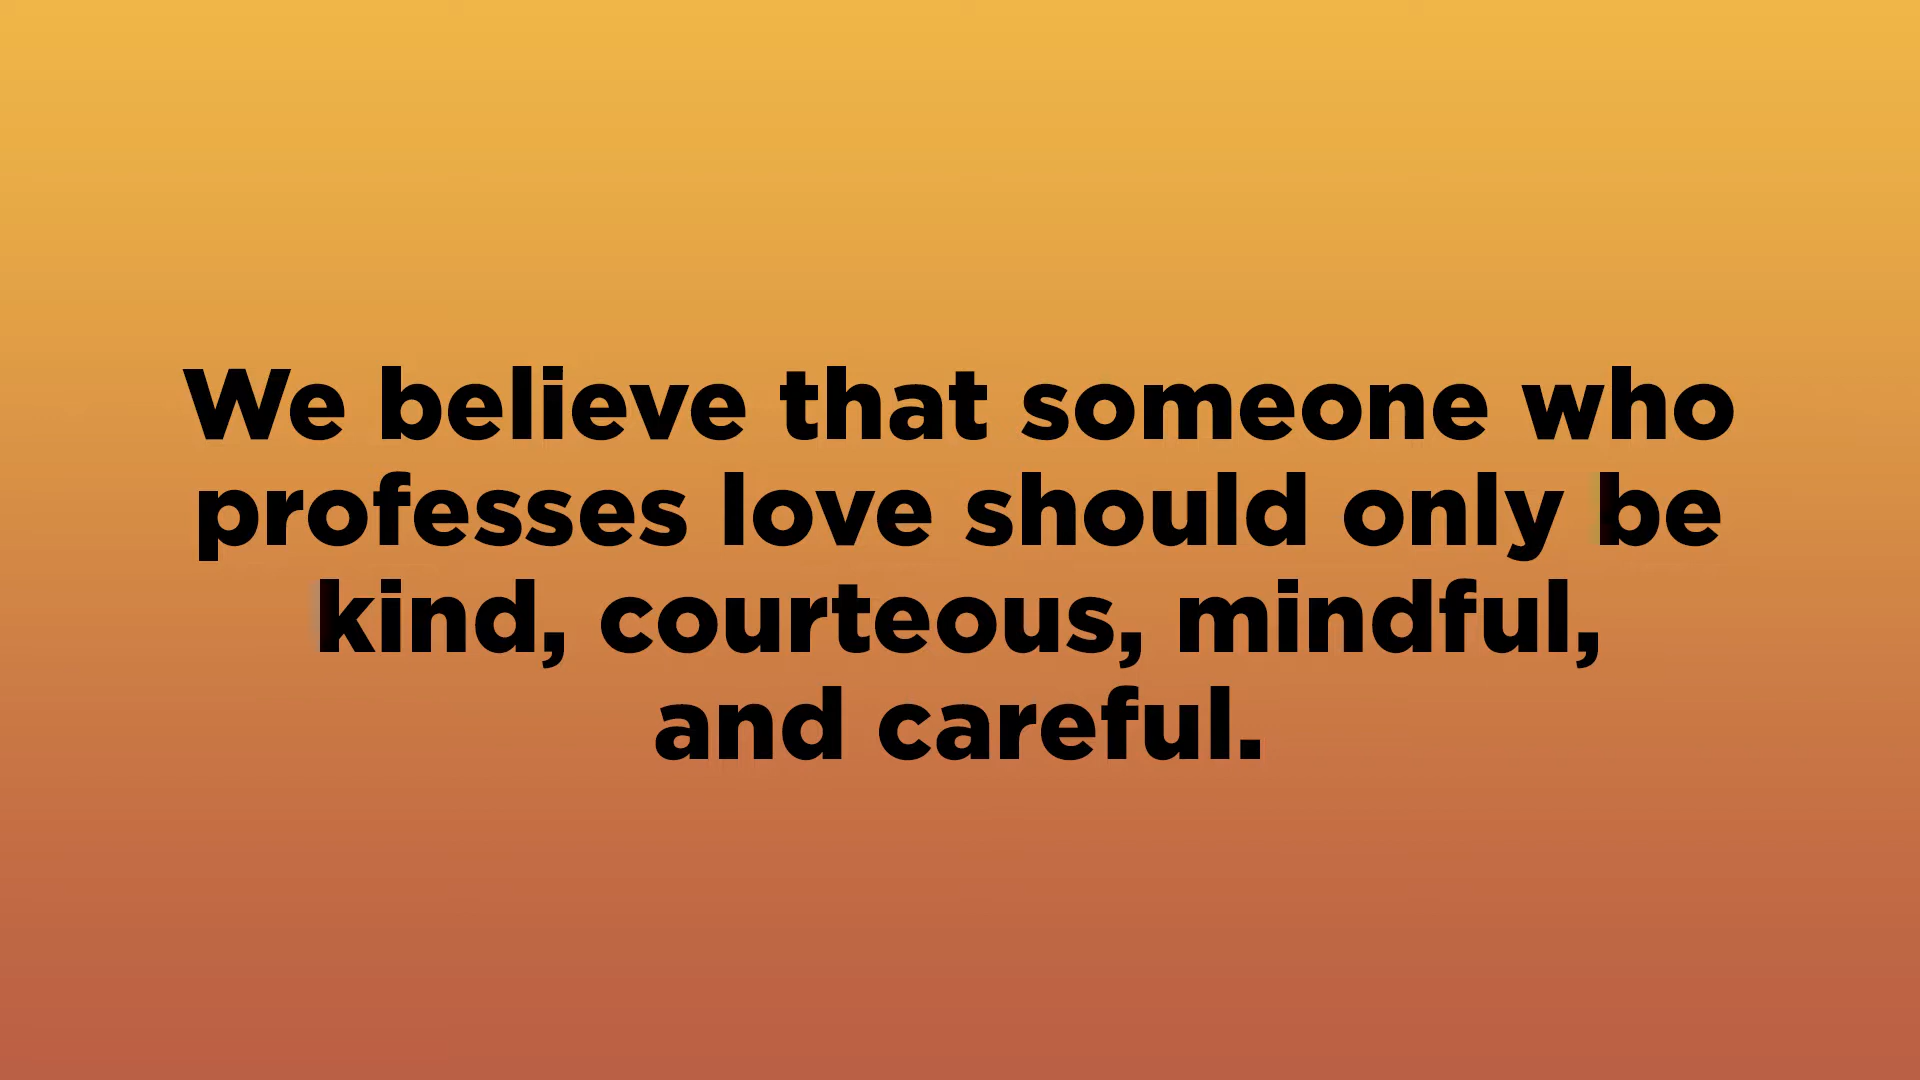 We believe that someone who
professes love should only be
kind, courteous, mindful,
and careful.